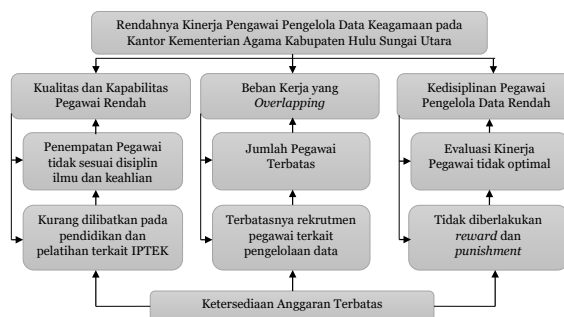 Rendahnya Kinerja Pengawai Pengelola Data Keagamaan pada
Kantor Kementerian Agama Kabupaten Hulu Sungai Utara
Kualitas dan Kapabilitas
Pegawai Rendah
Beban Kerja yang
Overlapping
Kedisiplinan Pegawai
Pengelola Data Rendah
Penempatan Pegawai
tidak sesuai disiplin
ilmu dan keahlian
Jumlah Pegawai
Terbatas
Evaluasi Kinerja
Pegawai tidak optimal
Kurang dilibatkan pada
pendidikan dan
pelatihan terkait IPTEK
Terbatasnya rekrutmen
pegawai terkait
pengelolaan data
Tidak diberlakukan
reward dan
punishment
Ketersediaan Anggaran Terbatas